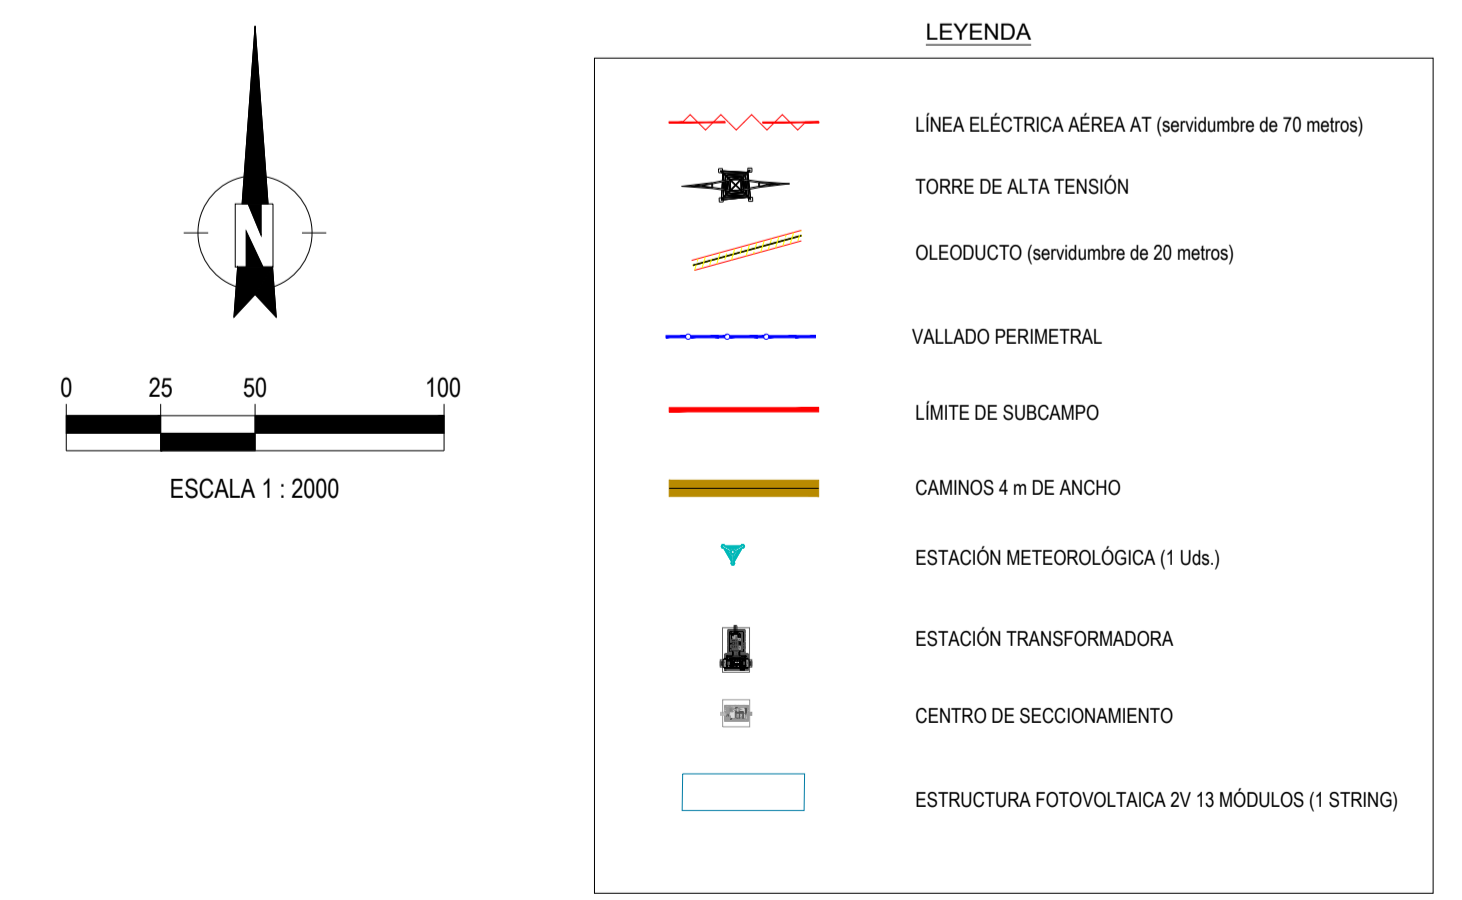 N
0 25 50 100
ESCALA 1 : 2000
LEYENDA
LÍNEA ELÉCTRICA AÉREA AT (servidumbre de 70 metros)
TORRE DE ALTA TENSIÓN
OLEODUCTO (servidumbre de 20 metros)
VALLADO PERIMETRAL
LÍMITE DE SUBCAMPO
CAMINOS 4 m DE ANCHO
ESTACIÓN METEOROLÓGICA (1 Uds.)
ESTACIÓN TRANSFORMADORA
CENTRO DE SECCIONAMIENTO
ESTRUCTURA FOTOVOLTAICA 2V 13 MÓDULOS (1 STRING)